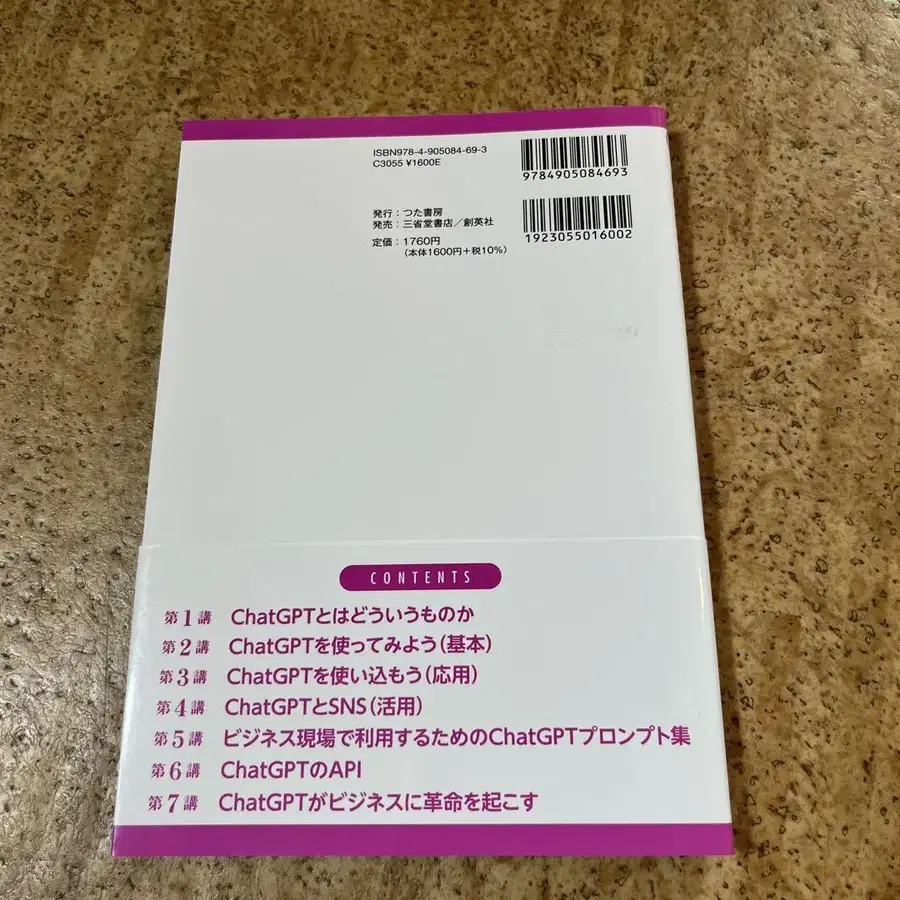 ISBN978-4-905084-69-3
C3055 ¥1600E
9784905084693
発行：つた書房
発売：三省堂書店／創英社
定価：1760円
（本体1600円＋税10%）
1923055016002
CONTENTS
第1講 ChatGPTとはどういうものか
第2講 ChatGPTを使ってみよう（基本）
第3講 ChatGPTを使い込もう（応用）
第4講 ChatGPTとSNS（活用）
第5講 ビジネス現場で利用するためのChatGPTプロンプト集
第6講 ChatGPTのAPI
第7講 ChatGPTがビジネスに革命を起こす